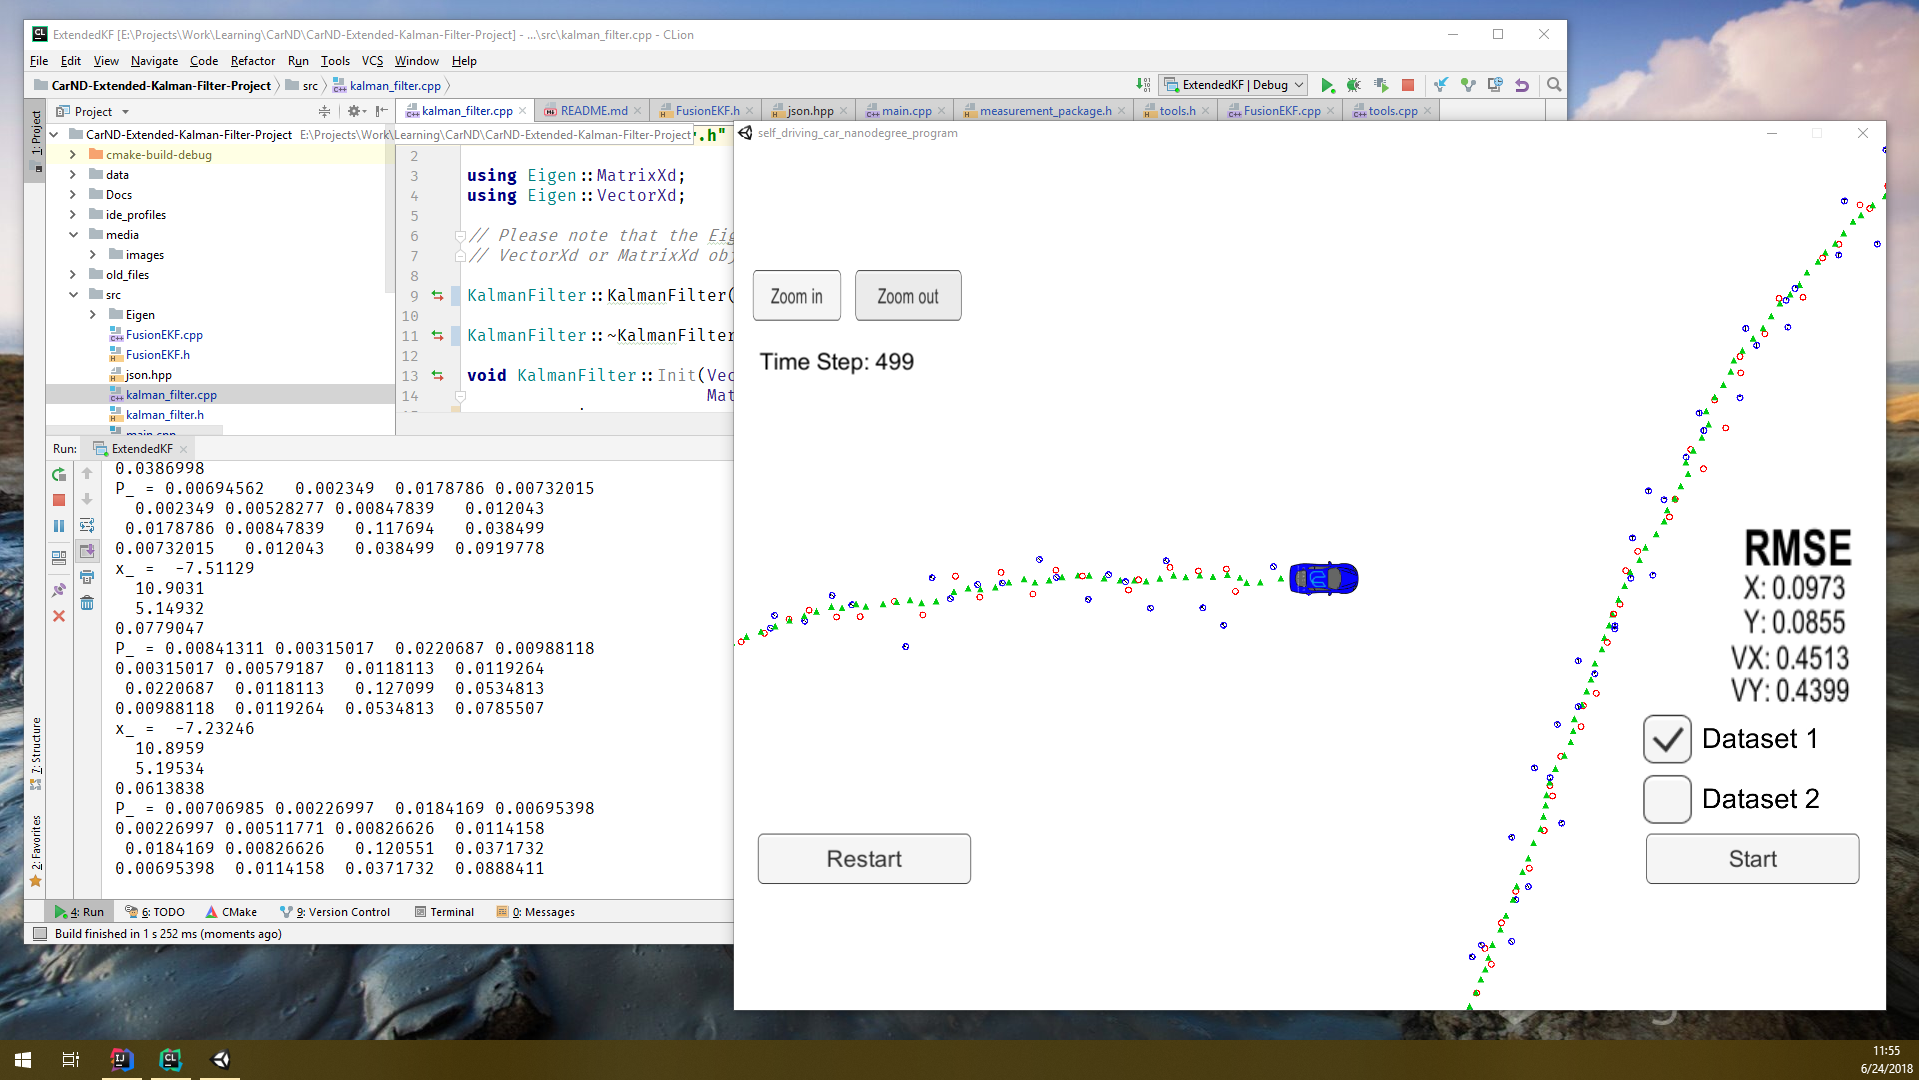 ExtendedKF [E:\Projects\Work\Learning\CarND\CarND-Extended-Kalman-Filter-Project] - ...\src\kalman_filter.cpp - CLion
File Edit View Navigate Code Refactor Run Tools VCS Window Help
CarND-Extended-Kalman-Filter-Project src kalman_filter.cpp
ExtendedKF | Debug
1: Project
Project
kalman_filter.cpp README.md FusionEKF.h json.hpp main.cpp measurement_package.h tools.h FusionEKF.cpp tools.cpp
CarND-Extended-Kalman-Filter-Project E:\Projects\Work\Learning\CarND\CarND-Extended-Kalman-Filter-Project
cmake-build-debug
data
Docs
ide_profiles
media
images
old_files
src
Eigen
FusionEKF.cpp
FusionEKF.h
json.hpp
kalman_filter.cpp
kalman_filter.h
main.cpp
.h"
2
3 using Eigen::MatrixXd;
4 using Eigen::VectorXd;
5
6 // Please note that the Eig
7 // VectorXd or MatrixXd obj
8
9 KalmanFilter::KalmanFilter(
10
11 KalmanFilter::~KalmanFilter
12
13 void KalmanFilter::Init(Vec
14 Mat
Run: ExtendedKF
0.0386998
P_ = 0.00694562 0.002349 0.0178786 0.00732015
0.002349 0.00528277 0.00847839 0.012043
0.0178786 0.00847839 0.117694 0.038499
0.00732015 0.012043 0.038499 0.0919778
x_ = -7.51129
10.9031
5.14932
0.0779047
P_ = 0.00841311 0.00315017 0.0220687 0.00988118
0.00315017 0.00579187 0.0118113 0.0119264
0.0220687 0.0118113 0.127099 0.0534813
0.00988118 0.0119264 0.0534813 0.0785507
x_ = -7.23246
10.8959
5.19534
0.0613838
P_ = 0.00706985 0.00226997 0.0184169 0.00695398
0.00226997 0.00511771 0.00826626 0.0114158
0.0184169 0.00826626 0.120551 0.0371732
0.00695398 0.0114158 0.0371732 0.0888411
7: Structure
2: Favorites
4: Run 6: TODO CMake 9: Version Control Terminal 0: Messages
Build finished in 1 s 252 ms (moments ago)
self_driving_car_nanodegree_program
Zoom in Zoom out
Time Step: 499
RMSE
X: 0.0973
Y: 0.0855
VX: 0.4513
VY: 0.4399
Dataset 1
Dataset 2
Restart Start
11:55
6/24/2018